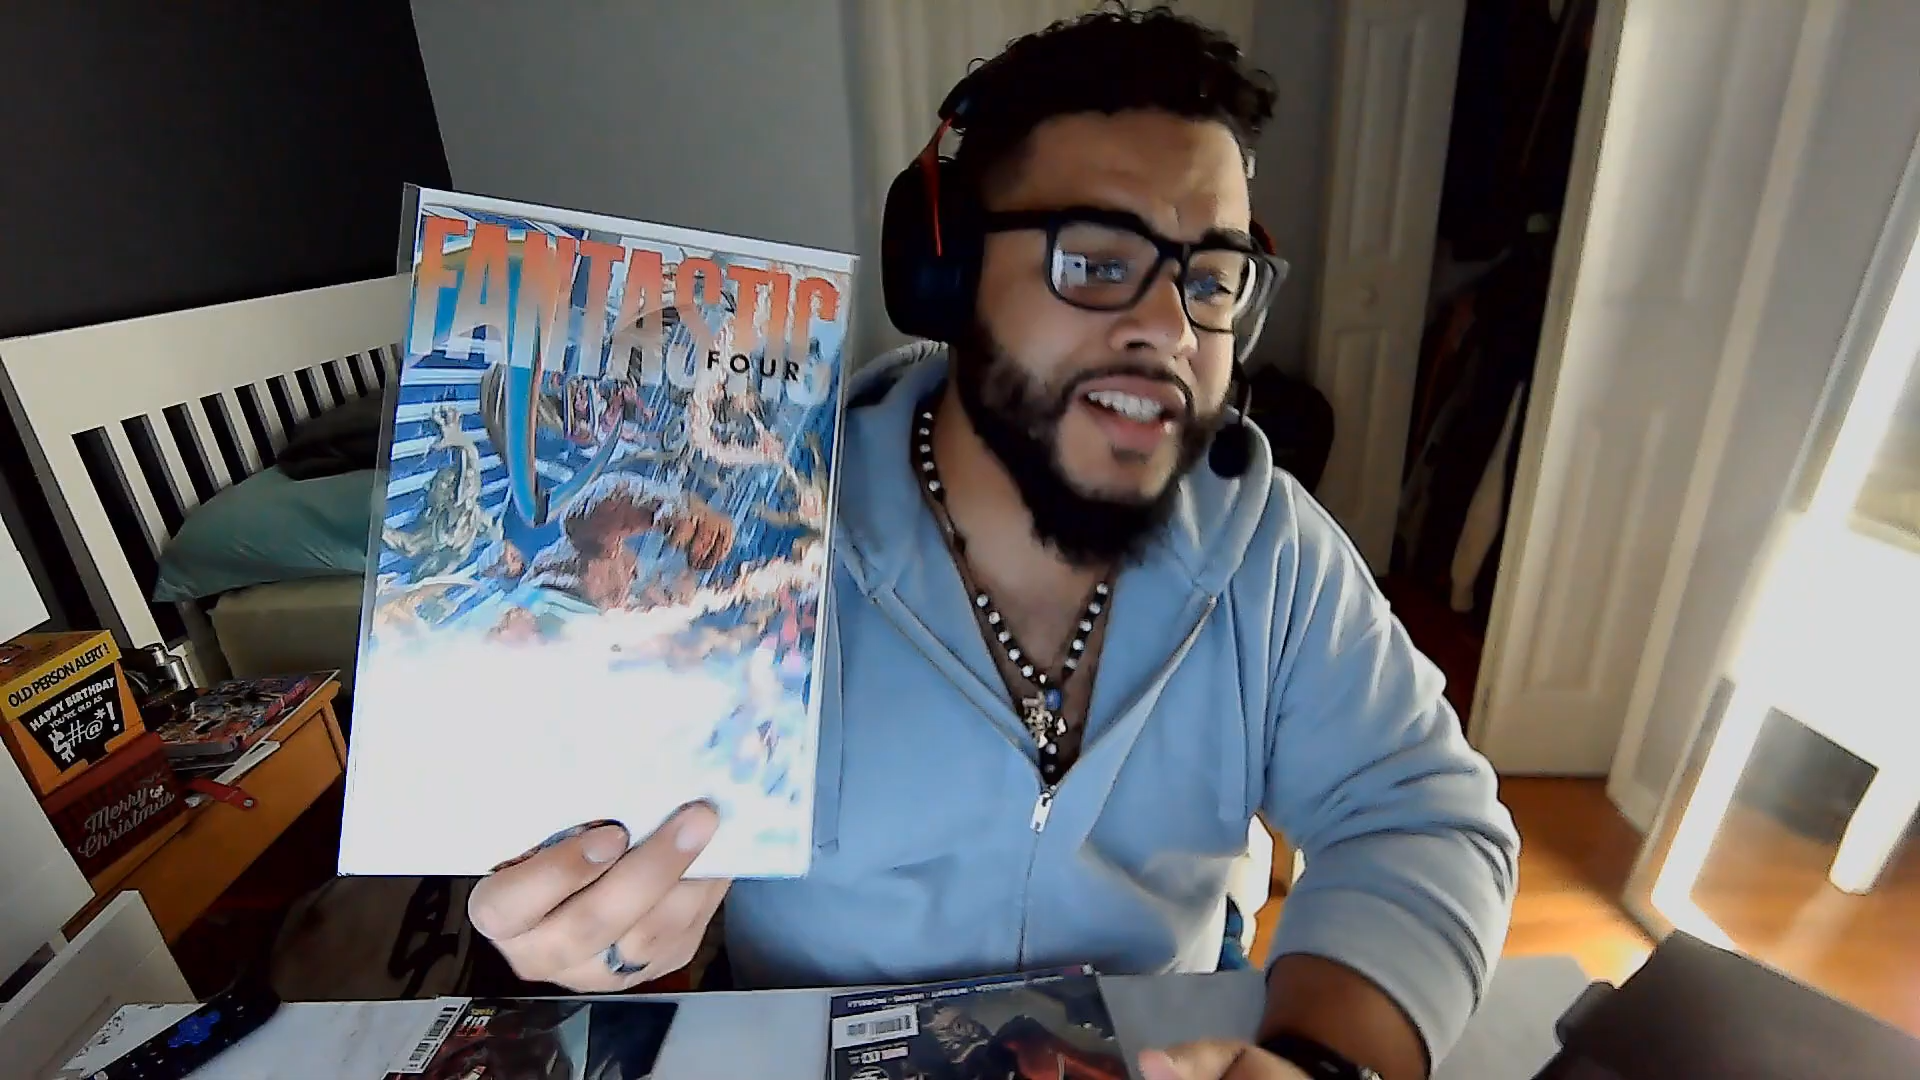 FANTASTIC
FOUR
OLD PERSON ALERT!
HAPPY BIRTHDAY
YOU'RE OLD AS
$#@*!
Merry
Christmas